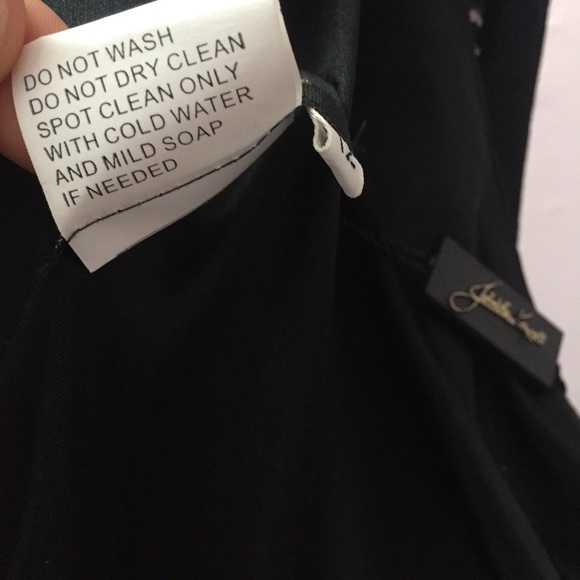 DO NOT WASH
DO NOT DRY CLEAN
SPOT CLEAN ONLY
WITH COLD WATER
AND MILD SOAP
IF NEEDED